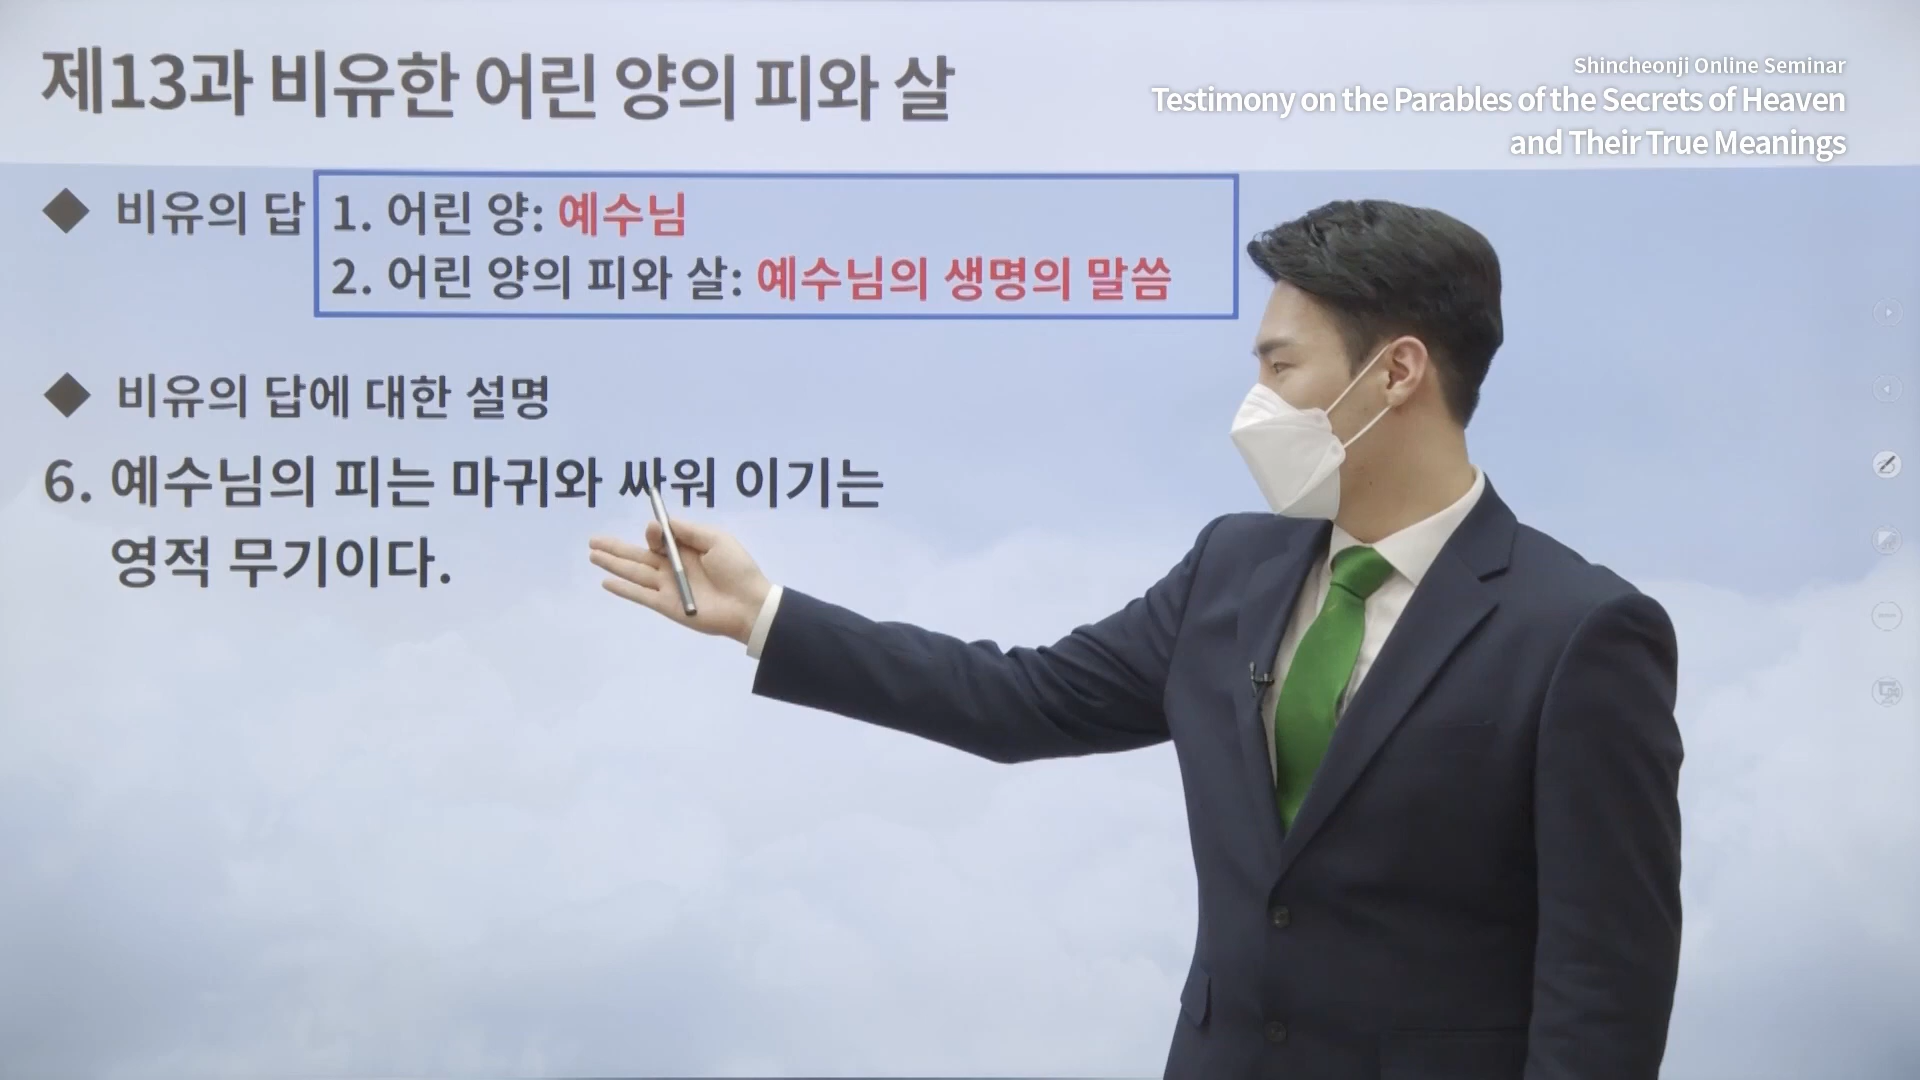 제13과 비유한 어린 양의 피와 살
Shincheonji Online Seminar
Testimony on the Parables of the Secrets of Heaven
and Their True Meanings
◆ 비유의 답
1. 어린 양: 예수님
2. 어린 양의 피와 살: 예수님의 생명의 말씀
◆ 비유의 답에 대한 설명
6. 예수님의 피는 마귀와 싸워 이기는
영적 무기이다.